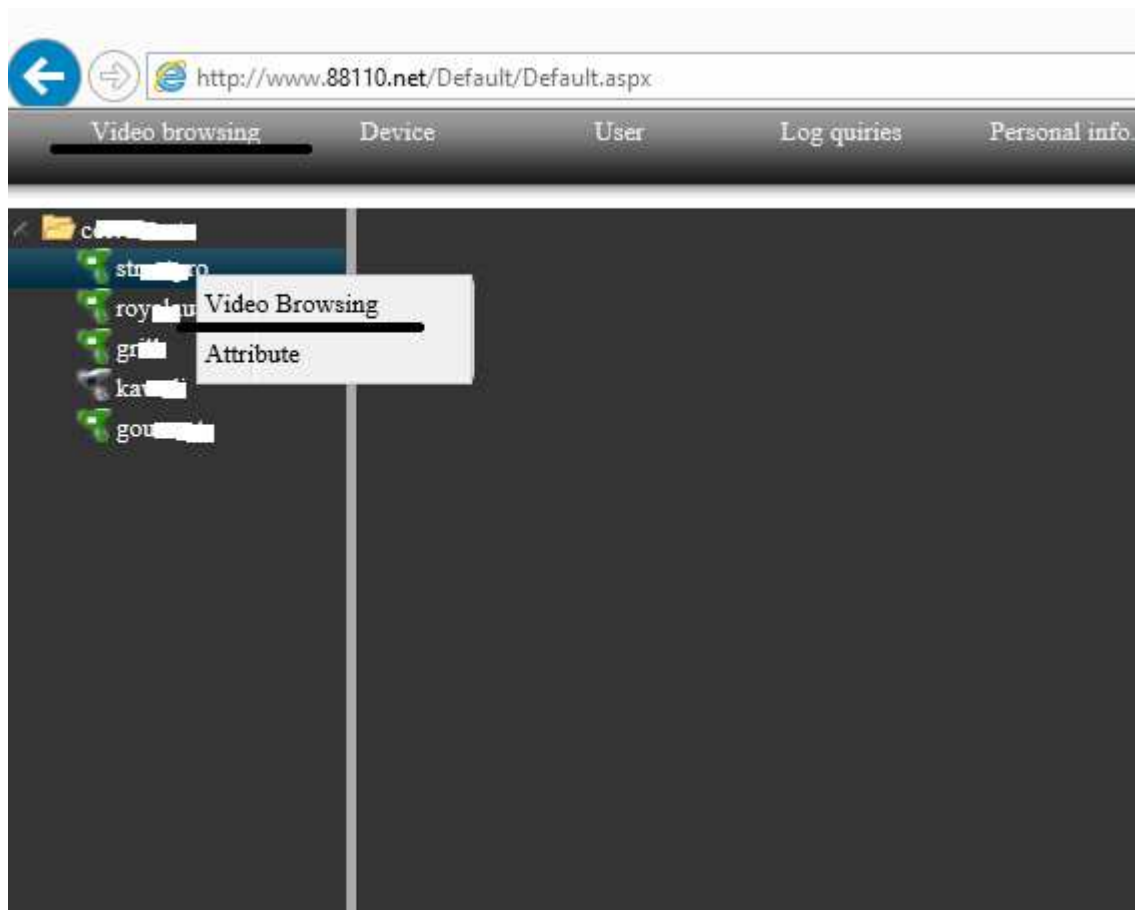 http://www.88110.net/Default/Default.aspx
Video browsing Device User Log quiries Personal info.
Video Browsing
Attribute